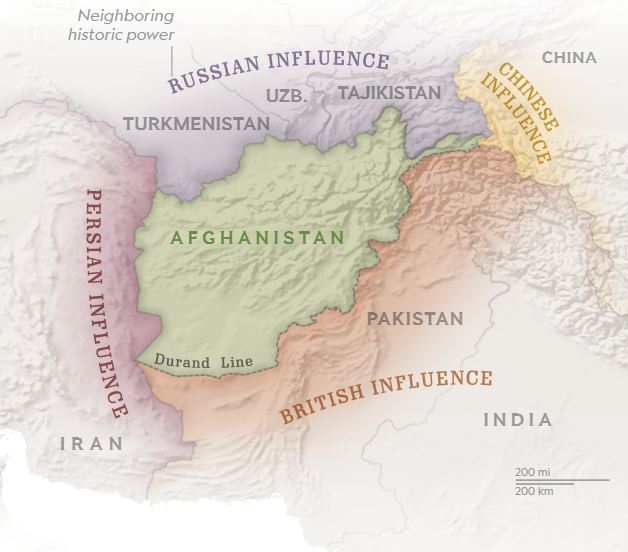 Neighboring
historic power
RUSSIAN INFLUENCE
CHINA
CHINESE
INFLUENCE
UZB.
TAJIKISTAN
TURKMENISTAN
PERSIAN INFLUENCE
AFGHANISTAN
PAKISTAN
Durand Line
BRITISH INFLUENCE
INDIA
IRAN
200 mi
200 km